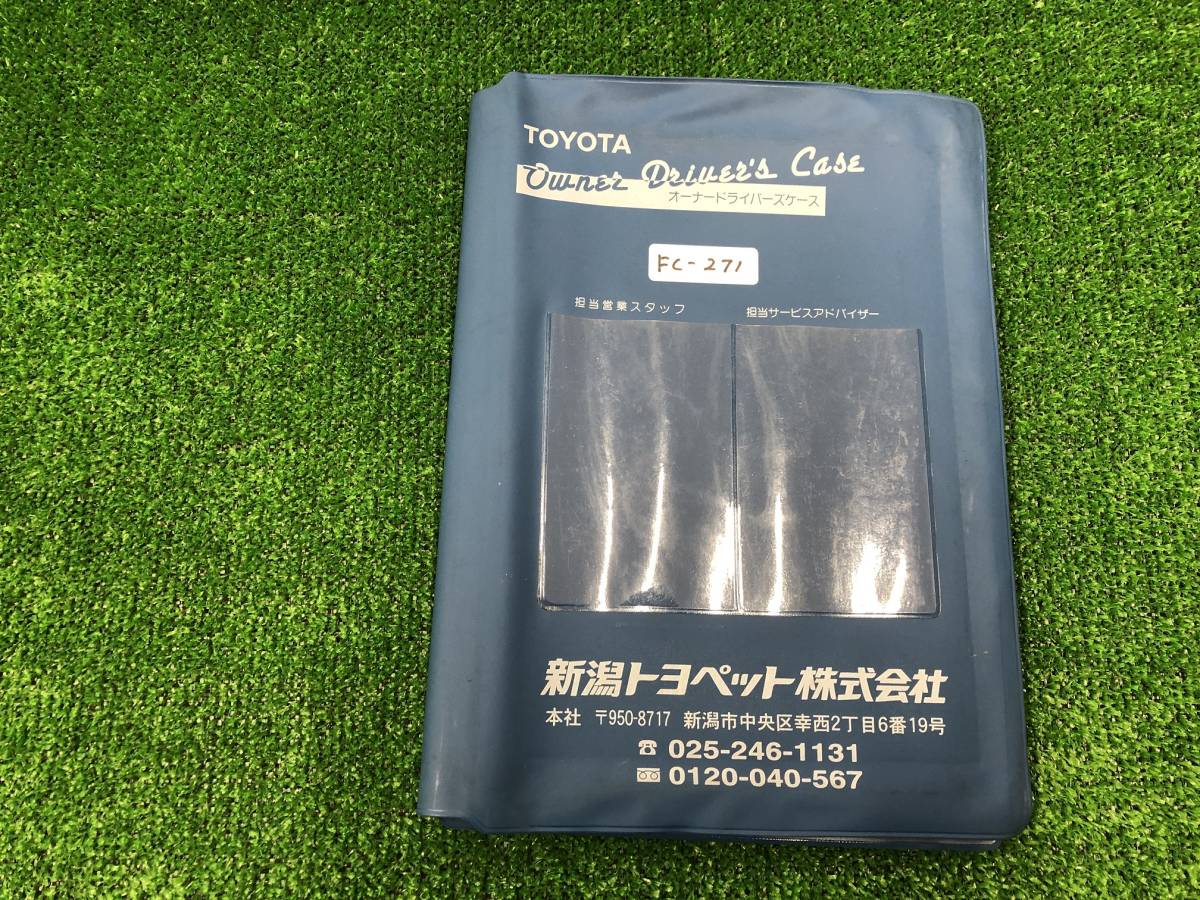 TOYOTA
Owner Driver's Case
オーナードライバーズケース
FC-271
担当営業スタッフ 担当サービスアドバイザー
新潟トヨペット株式会社
本社 〒950-8717 新潟市中央区幸西2丁目6番19号
☎ 025-246-1131
0120-040-567